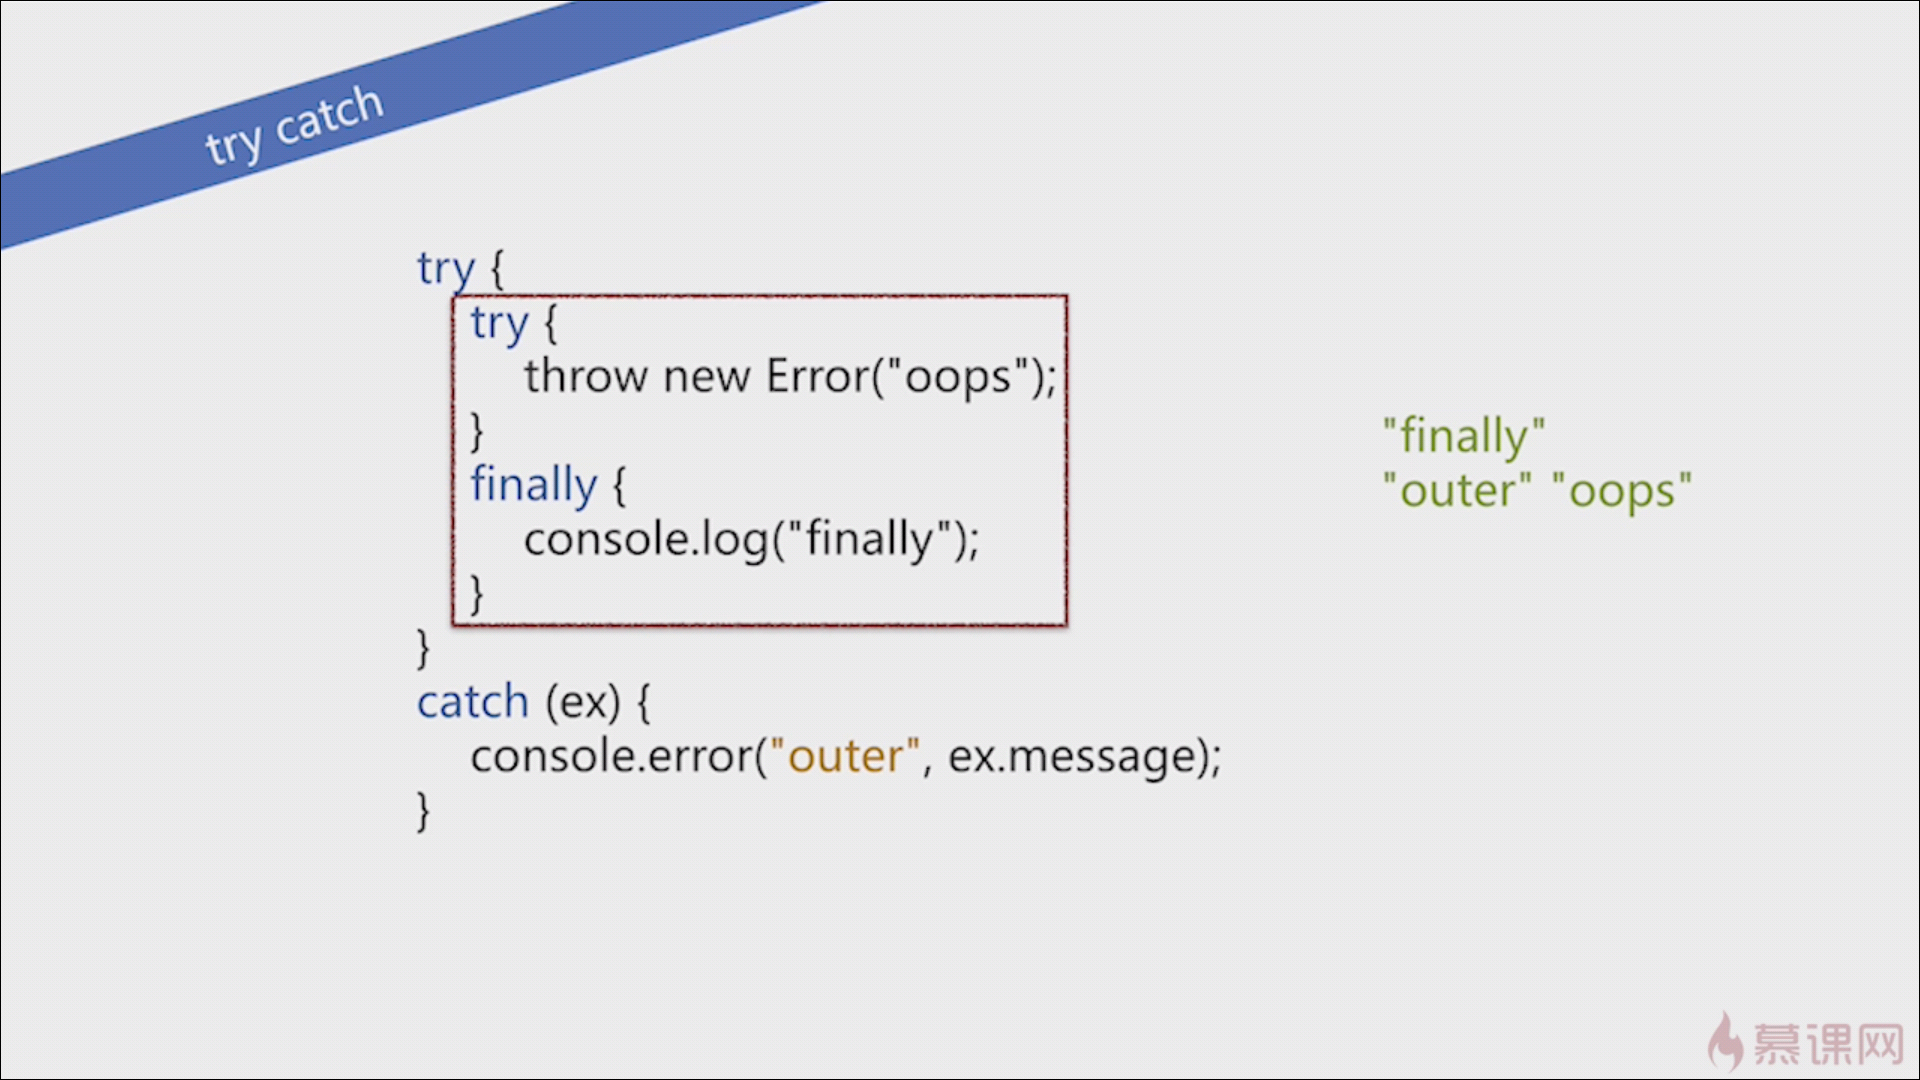 try catch
try {
try {
throw new Error("oops");
}
finally {
console.log("finally");
}
}
catch (ex) {
console.error("outer", ex.message);
}
"finally"
"outer" "oops"
慕课网